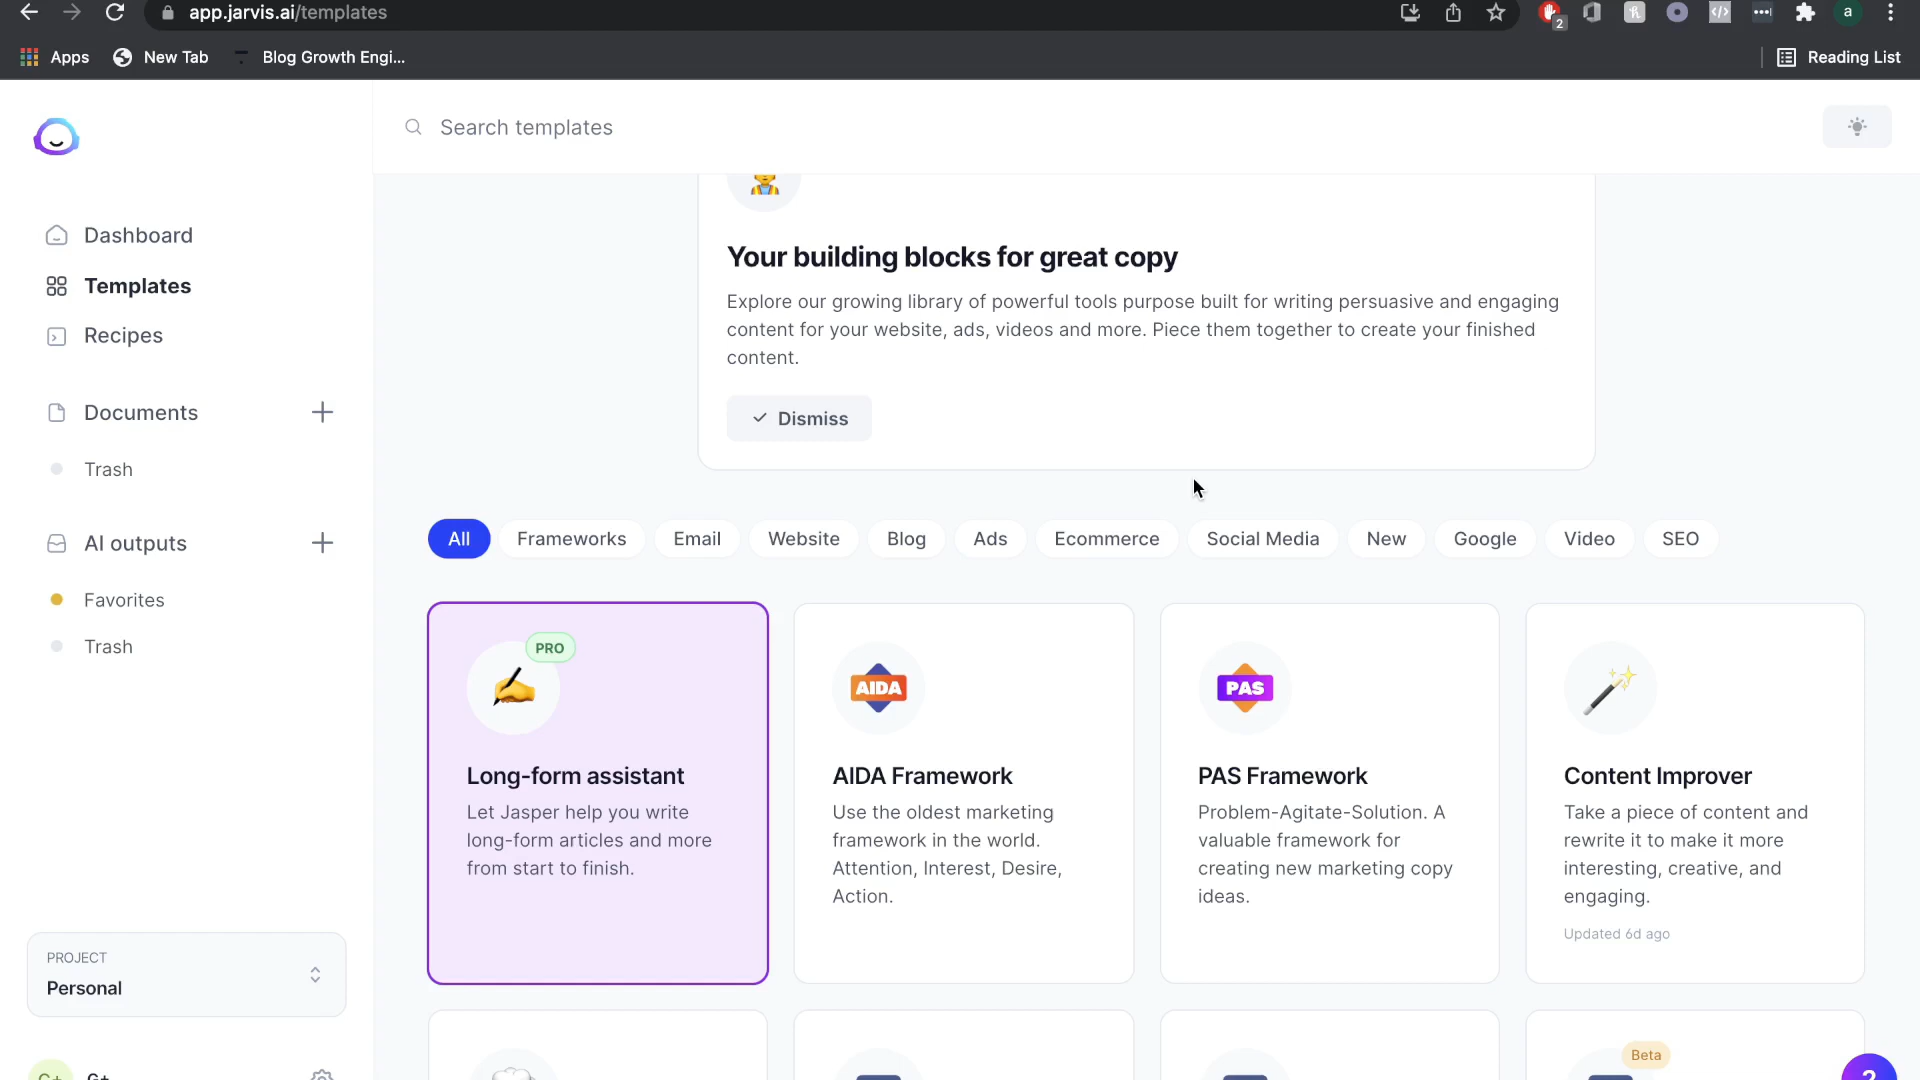 app.jarvis.ai/templates
2
a
Apps
New Tab
Blog Growth Engi...
Reading List
Search templates
Dashboard
Templates
Recipes
Documents
Trash
AI outputs
Favorites
Trash
PROJECT
Personal
G+
Your building blocks for great copy
Explore our growing library of powerful tools purpose built for writing persuasive and engaging
content for your website, ads, videos and more. Piece them together to create your finished
content.
Dismiss
All
Frameworks
Email
Website
Blog
Ads
Ecommerce
Social Media
New
Google
Video
SEO
PRO
Long-form assistant
Let Jasper help you write
long-form articles and more
from start to finish.
AIDA
AIDA Framework
Use the oldest marketing
framework in the world.
Attention, Interest, Desire,
Action.
PAS
PAS Framework
Problem-Agitate-Solution. A
valuable framework for
creating new marketing copy
ideas.
Content Improver
Take a piece of content and
rewrite it to make it more
interesting, creative, and
engaging.
Updated 6d ago
Beta
?